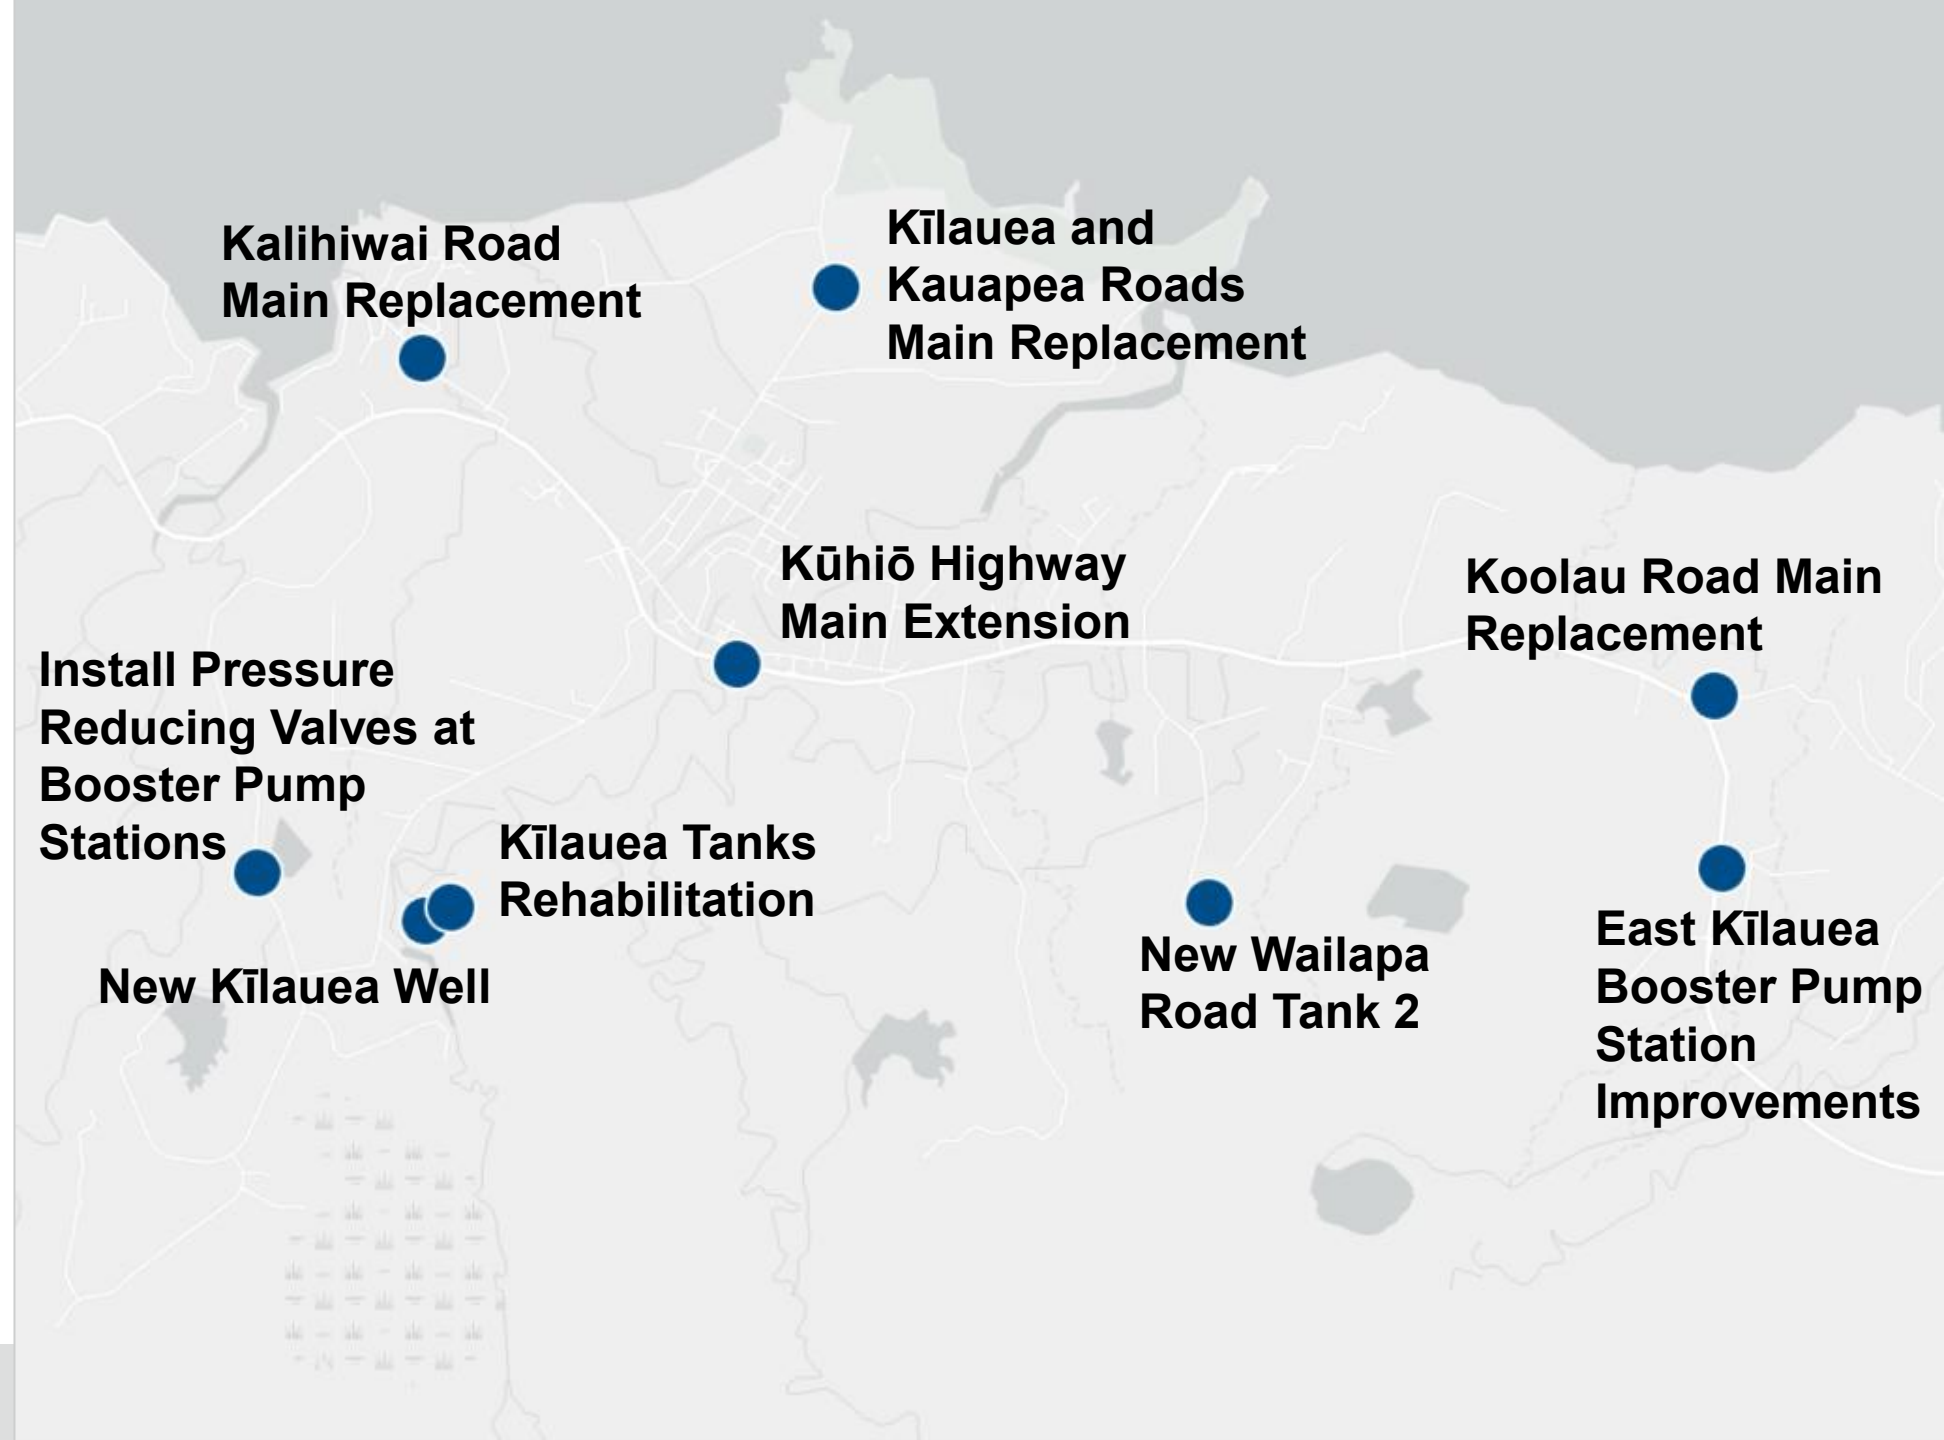 Kalihiwai Road
Main Replacement
Kīlauea and
Kauapea Roads
Main Replacement
Kūhiō Highway
Main Extension
Koolau Road Main
Replacement
Install Pressure
Reducing Valves at
Booster Pump
Stations
Kīlauea Tanks
Rehabilitation
New Kīlauea Well
New Wailapa
Road Tank 2
East Kīlauea
Booster Pump
Station
Improvements